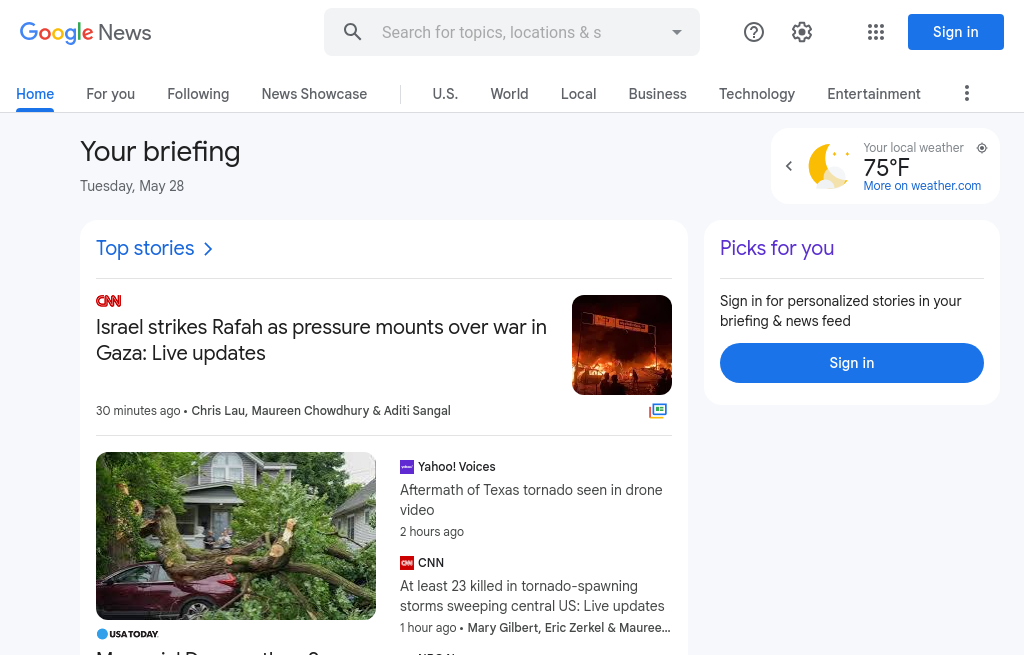 Google News
Search for topics, locations & s
Sign in
Home
For you
Following
News Showcase
U.S.
World
Local
Business
Technology
Entertainment
Your briefing
Tuesday, May 28
Your local weather
75°F
More on weather.com
Top stories
CNN
Israel strikes Rafah as pressure mounts over war in
Gaza: Live updates
30 minutes ago • Chris Lau, Maureen Chowdhury & Aditi Sangal
Yahoo! Voices
Aftermath of Texas tornado seen in drone
video
2 hours ago
CNN
At least 23 killed in tornado-spawning
storms sweeping central US: Live updates
1 hour ago • Mary Gilbert, Eric Zerkel & Mauree...
USA TODAY
Picks for you
Sign in for personalized stories in your
briefing & news feed
Sign in